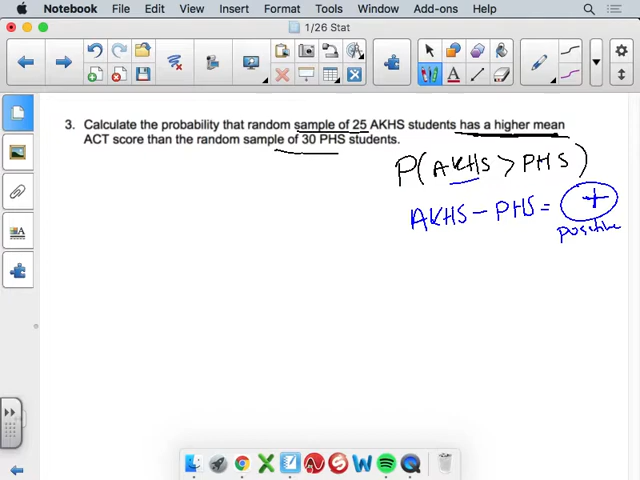 Notebook File Edit View Insert Format Tools Window Add-ons Help
1/26 Stat
3. Calculate the probability that random sample of 25 AKHS students has a higher mean
ACT score than the random sample of 30 PHS students.
P(AKHS > PHS)
AKHS - PHS = +
positive